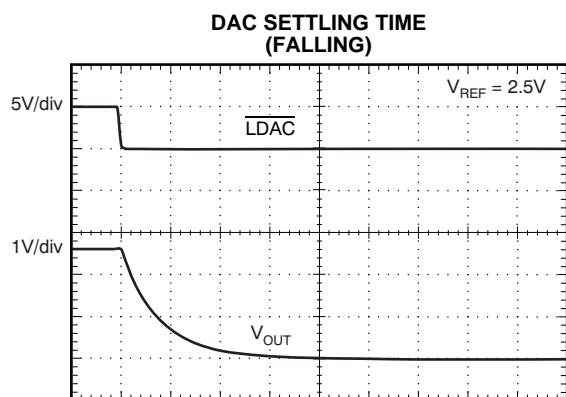 DAC SETTLING TIME
(FALLING)
5V/div
V_REF = 2.5V
LDAC
1V/div
V_OUT